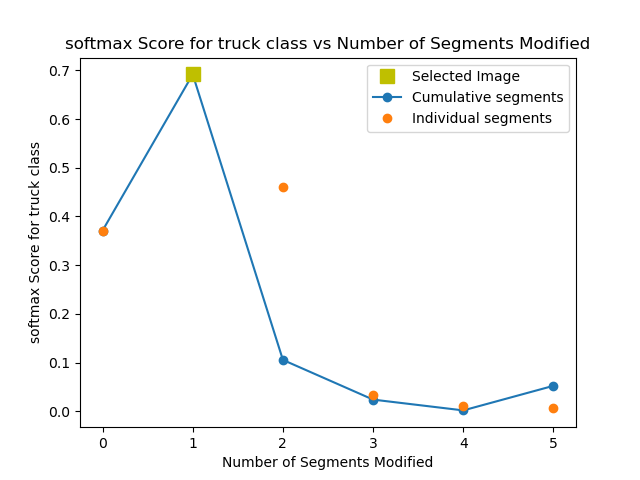 softmax Score for truck class vs Number of Segments Modified
Selected Image
Cumulative segments
Individual segments
softmax Score for truck class
0.7
0.6
0.5
0.4
0.3
0.2
0.1
0.0
0 1 2 3 4 5
Number of Segments Modified